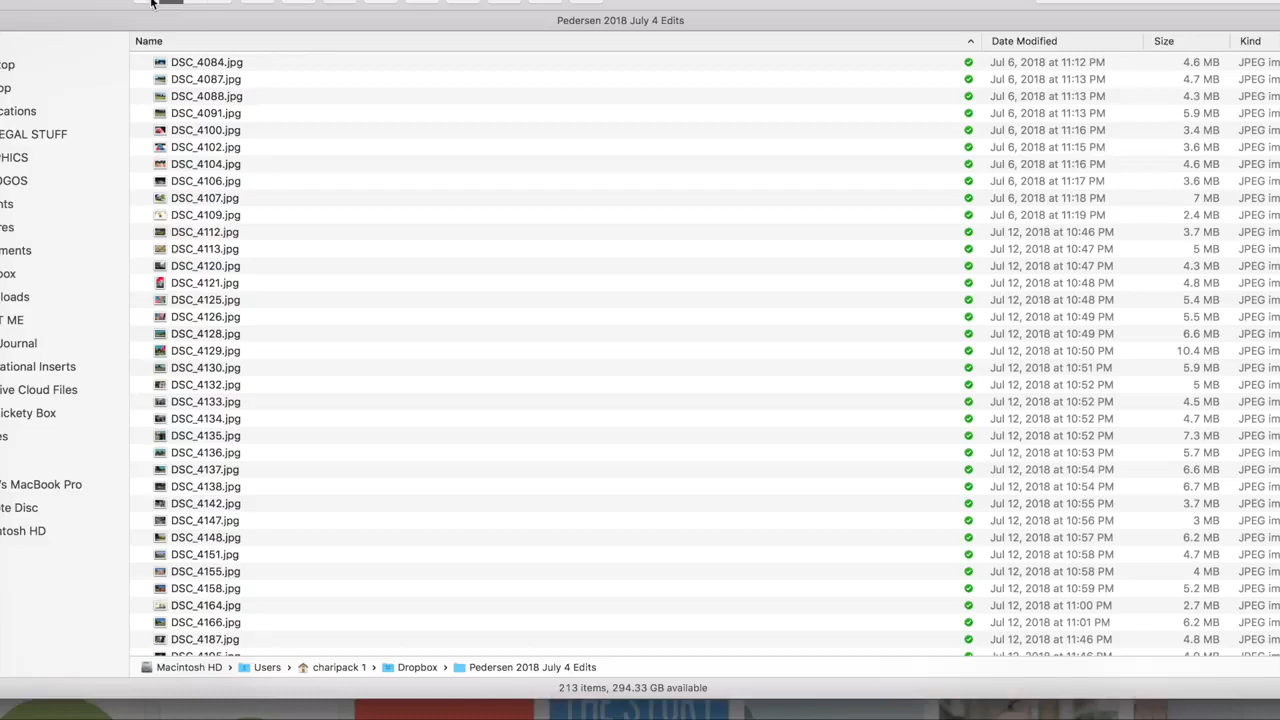 Pedersen 2018 July 4 Edits
Name Date Modified Size Kind
DSC_4084.jpg Jul 6, 2018 at 11:12 PM 4.6 MB JPEG im
top DSC_4087.jpg Jul 6, 2018 at 11:13 PM 4.7 MB JPEG im
op DSC_4088.jpg Jul 6, 2018 at 11:13 PM 4.3 MB JPEG im
cations DSC_4091.jpg Jul 6, 2018 at 11:13 PM 5.9 MB JPEG im
EGAL STUFF DSC_4100.jpg Jul 6, 2018 at 11:16 PM 3.4 MB JPEG im
PHICS DSC_4102.jpg Jul 6, 2018 at 11:15 PM 3.6 MB JPEG im
DSC_4104.jpg Jul 6, 2018 at 11:16 PM 4.6 MB JPEG im
OGOS DSC_4106.jpg Jul 6, 2018 at 11:17 PM 3.6 MB JPEG im
nts DSC_4107.jpg Jul 6, 2018 at 11:18 PM 7 MB JPEG im
DSC_4109.jpg Jul 6, 2018 at 11:19 PM 2.4 MB JPEG im
res DSC_4112.jpg Jul 12, 2018 at 10:46 PM 3.7 MB JPEG im
ments DSC_4113.jpg Jul 12, 2018 at 10:47 PM 5 MB JPEG im
box DSC_4120.jpg Jul 12, 2018 at 10:47 PM 4.3 MB JPEG im
DSC_4121.jpg Jul 12, 2018 at 10:48 PM 4.8 MB JPEG im
loads DSC_4125.jpg Jul 12, 2018 at 10:48 PM 5.4 MB JPEG im
T ME DSC_4126.jpg Jul 12, 2018 at 10:49 PM 5.5 MB JPEG im
DSC_4128.jpg Jul 12, 2018 at 10:49 PM 6.6 MB JPEG im
Journal DSC_4129.jpg Jul 12, 2018 at 10:50 PM 10.4 MB JPEG im
ational Inserts DSC_4130.jpg Jul 12, 2018 at 10:51 PM 5.9 MB JPEG im
ive Cloud Files DSC_4132.jpg Jul 12, 2018 at 10:52 PM 5 MB JPEG im
DSC_4133.jpg Jul 12, 2018 at 10:52 PM 4.5 MB JPEG im
ickety Box DSC_4134.jpg Jul 12, 2018 at 10:52 PM 4.7 MB JPEG im
es DSC_4135.jpg Jul 12, 2018 at 10:52 PM 7.3 MB JPEG im
DSC_4136.jpg Jul 12, 2018 at 10:53 PM 5.7 MB JPEG im
DSC_4137.jpg Jul 12, 2018 at 10:54 PM 6.6 MB JPEG im
's MacBook Pro DSC_4138.jpg Jul 12, 2018 at 10:54 PM 6.7 MB JPEG im
te Disc DSC_4142.jpg Jul 12, 2018 at 10:55 PM 3.7 MB JPEG im
DSC_4147.jpg Jul 12, 2018 at 10:56 PM 3 MB JPEG im
ntosh HD DSC_4148.jpg Jul 12, 2018 at 10:57 PM 6.2 MB JPEG im
DSC_4151.jpg Jul 12, 2018 at 10:58 PM 4.7 MB JPEG im
DSC_4155.jpg Jul 12, 2018 at 10:58 PM 4 MB JPEG im
DSC_4158.jpg Jul 12, 2018 at 10:59 PM 5.2 MB JPEG im
DSC_4164.jpg Jul 12, 2018 at 11:00 PM 2.7 MB JPEG im
DSC_4166.jpg Jul 12, 2018 at 11:01 PM 6.2 MB JPEG im
DSC_4187.jpg Jul 12, 2018 at 11:46 PM 4.8 MB JPEG im
Macintosh HD › Users › charipack 1 › Dropbox › Pedersen 2018 July 4 Edits
213 items, 294.33 GB available